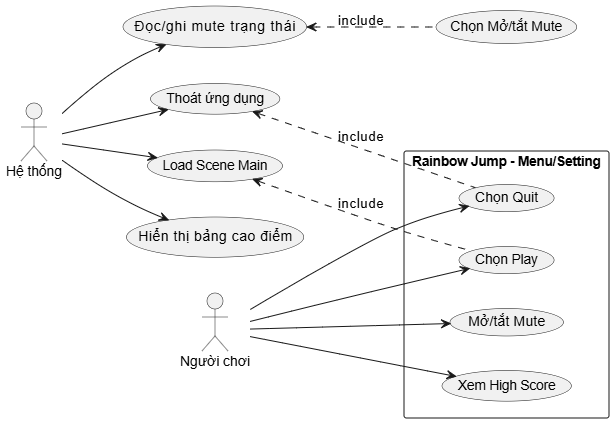 Đọc/ghi mute trạng thái
include
Chọn Mở/tắt Mute
Hệ thống
Thoát ứng dụng
include
Load Scene Main
include
Hiển thị bảng cao điểm
Rainbow Jump - Menu/Setting
Chọn Quit
Chọn Play
Mở/tắt Mute
Xem High Score
Người chơi